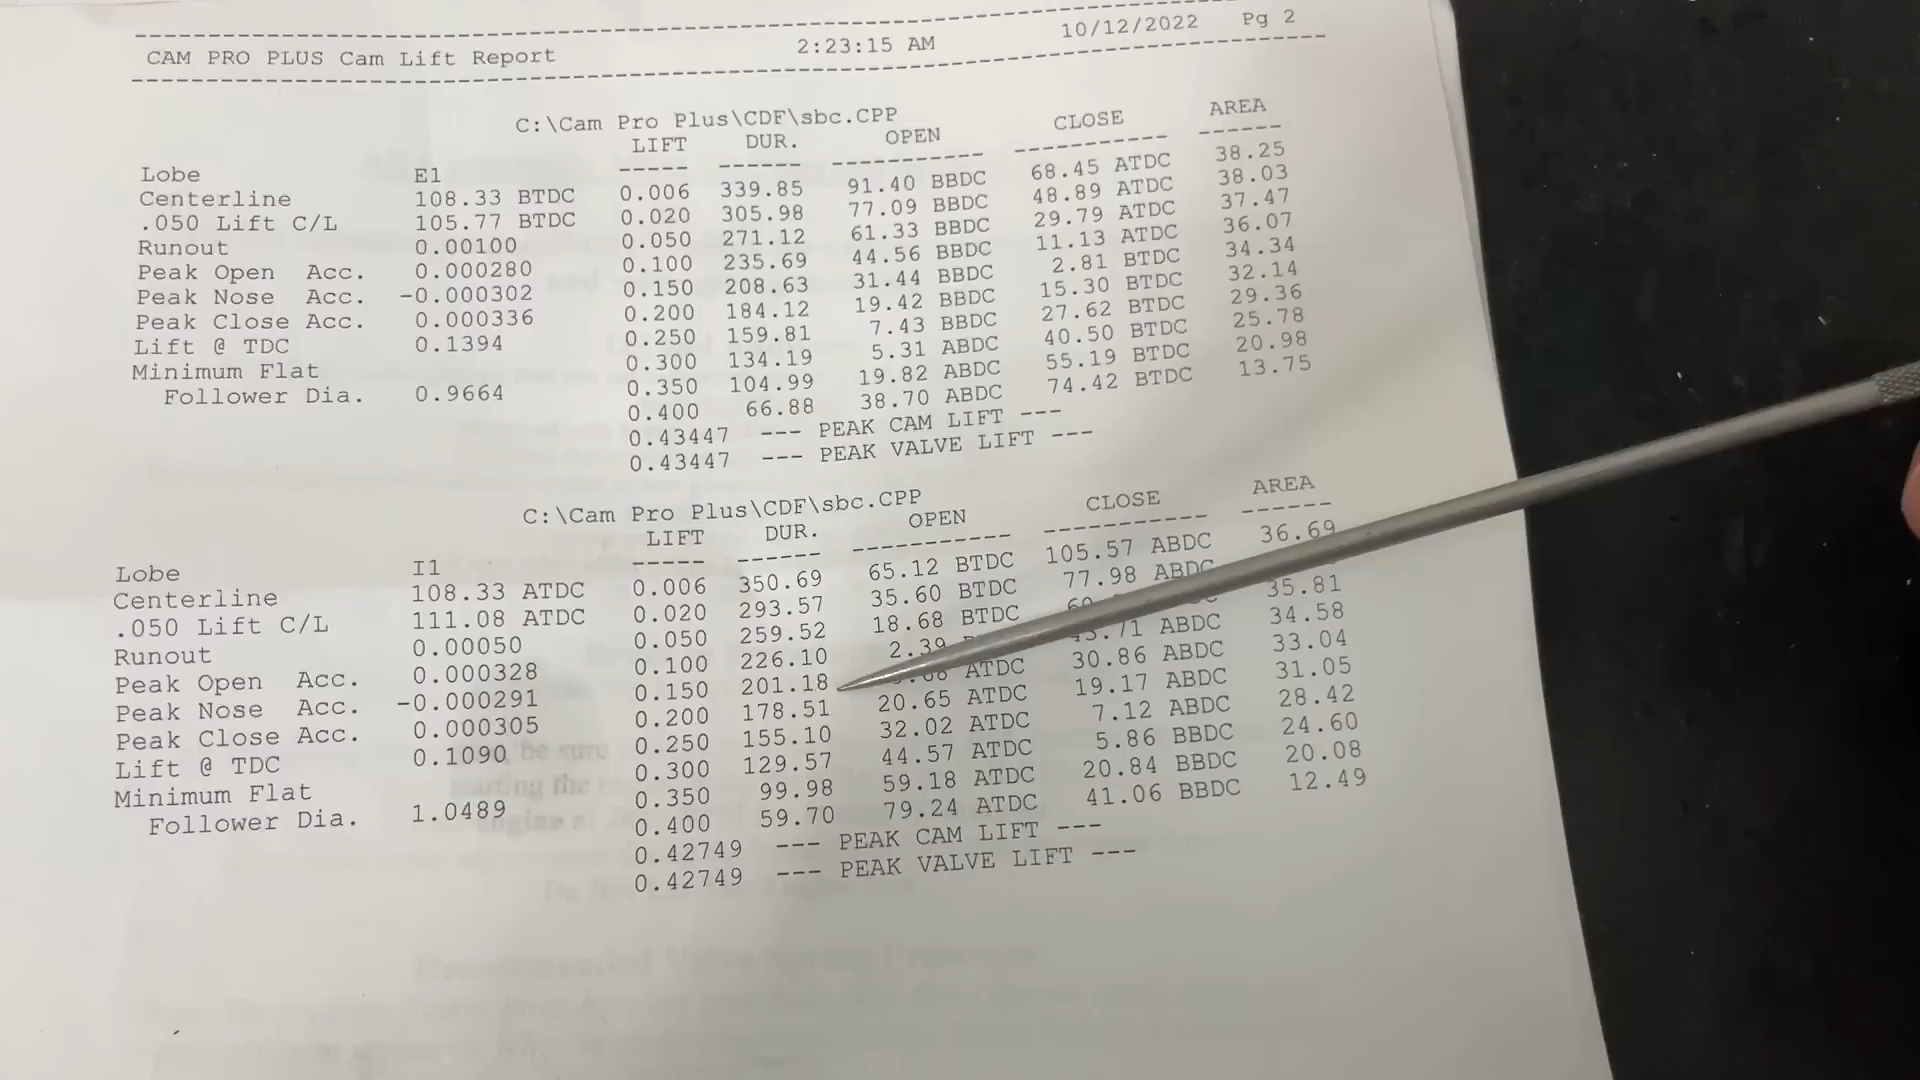 CAM PRO PLUS Cam Lift Report 2:23:15 AM 10/12/2022 Pg 2
C:\Cam Pro Plus\CDF\sbc.CPP
LIFT DUR. OPEN CLOSE AREA
Lobe E1
Centerline 108.33 BTDC 0.006 339.85 91.40 BBDC 68.45 ATDC 38.25
.050 Lift C/L 105.77 BTDC 0.020 305.98 77.09 BBDC 48.89 ATDC 38.03
Runout 0.00100 0.050 271.12 61.33 BBDC 29.79 ATDC 37.47
Peak Open Acc. 0.000280 0.100 235.69 44.56 BBDC 11.13 ATDC 36.07
Peak Nose Acc. -0.000302 0.150 208.63 31.44 BBDC 2.81 BTDC 34.34
Peak Close Acc. 0.000336 0.200 184.12 19.42 BBDC 15.30 BTDC 32.14
Lift @ TDC 0.1394 0.250 159.81 7.43 BBDC 27.62 BTDC 29.36
Minimum Flat 0.300 134.19 5.31 ABDC 40.50 BTDC 25.78
Follower Dia. 0.9664 0.350 104.99 19.82 ABDC 55.19 BTDC 20.98
0.400 66.88 38.70 ABDC 74.42 BTDC 13.75
0.43447 --- PEAK CAM LIFT ---
0.43447 --- PEAK VALVE LIFT ---
C:\Cam Pro Plus\CDF\sbc.CPP
LIFT DUR. OPEN CLOSE AREA
Lobe I1
Centerline 108.33 ATDC 0.006 350.69 65.12 BTDC 105.57 ABDC 36.69
.050 Lift C/L 111.08 ATDC 0.020 293.57 35.60 BTDC 77.98 ABDC
Runout 0.00050 0.050 259.52 18.68 BTDC 35.81
Peak Open Acc. 0.000328 0.100 226.10 2.39 ABDC 34.58
Peak Nose Acc. -0.000291 0.150 201.18 ATDC 30.86 ABDC 33.04
Peak Close Acc. 0.000305 0.200 178.51 20.65 ATDC 19.17 ABDC 31.05
Lift @ TDC 0.1090 0.250 155.10 32.02 ATDC 7.12 ABDC 28.42
Minimum Flat 0.300 129.57 44.57 ATDC 5.86 BBDC 24.60
Follower Dia. 1.0489 0.350 99.98 59.18 ATDC 20.84 BBDC 20.08
0.400 59.70 79.24 ATDC 41.06 BBDC 12.49
0.42749 --- PEAK CAM LIFT ---
0.42749 --- PEAK VALVE LIFT ---